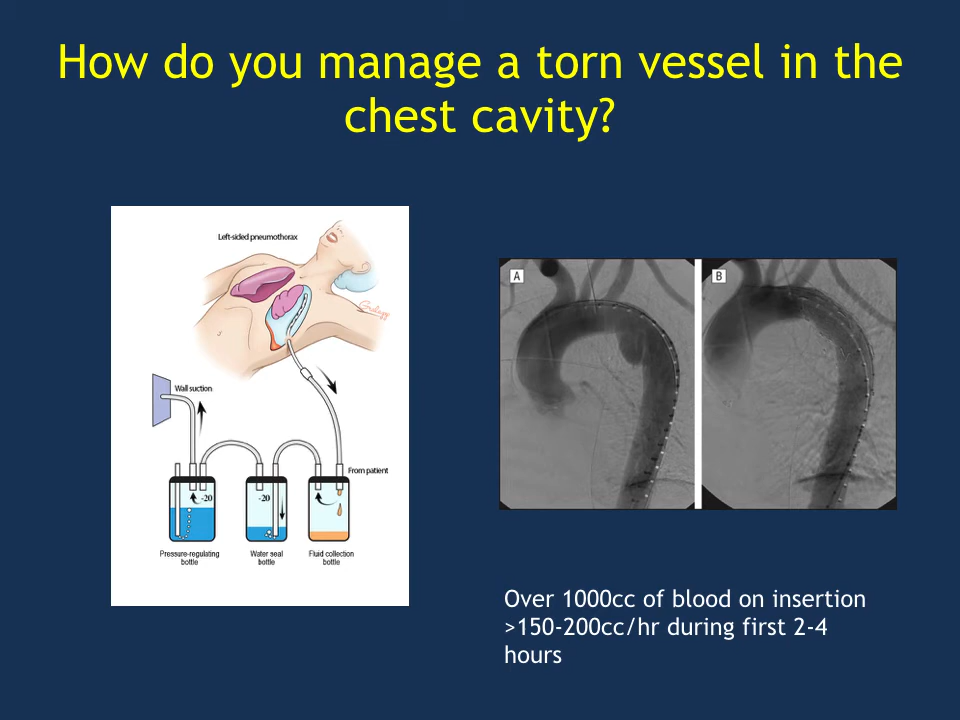 How do you manage a torn vessel in the
chest cavity?
Left-sided pneumothorax
Wall suction
From patient
-20
-20
Pressure-regulating
bottle
Water seal
bottle
Fluid collection
bottle
A
B
Over 1000cc of blood on insertion
>150-200cc/hr during first 2-4
hours